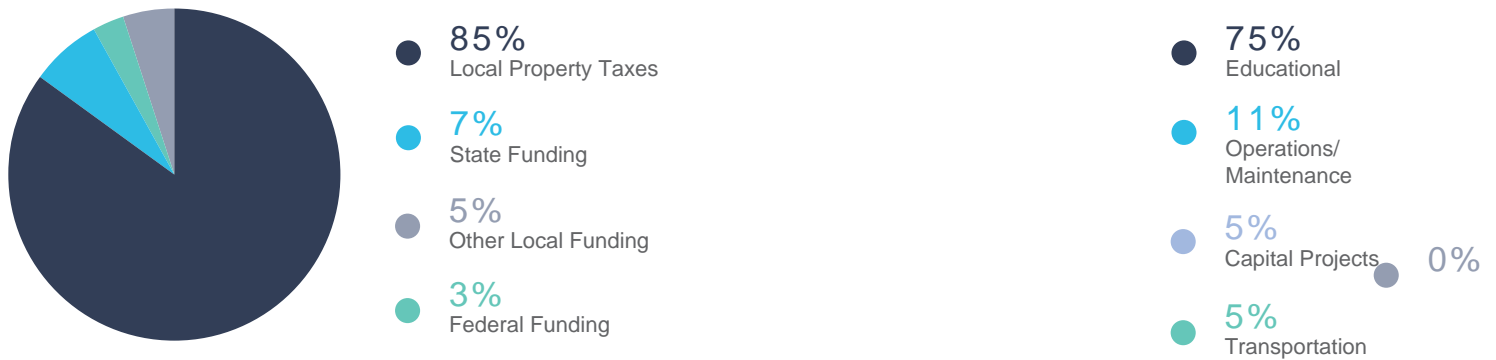 85%
Local Property Taxes
7%
State Funding
5%
Other Local Funding
3%
Federal Funding
75%
Educational
11%
Operations/
Maintenance
5%
Capital Projects
0%
5%
Transportation